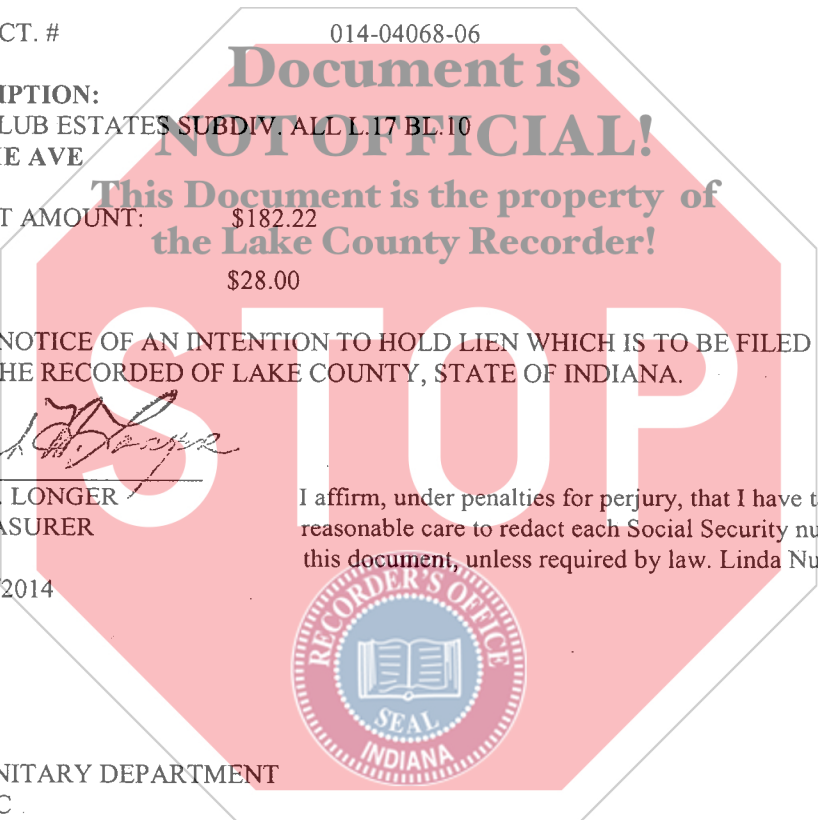 CT. # 014-04068-06
Document is
IPTION:
LUB ESTATES SUBDIV. ALL L.17 BL.10
NOT OFFICIAL!
E AVE
This Document is the property of
T AMOUNT: $182.22
the Lake County Recorder!
$28.00
STOP
NOTICE OF AN INTENTION TO HOLD LIEN WHICH IS TO BE FILED
HE RECORDED OF LAKE COUNTY, STATE OF INDIANA.
. LONGER
ASURER
I affirm, under penalties for perjury, that I have t
reasonable care to redact each Social Security nu
this document, unless required by law. Linda Nu
2014
RECORDER'S OFFICE
SEAL
INDIANA
NITARY DEPARTMENT
C